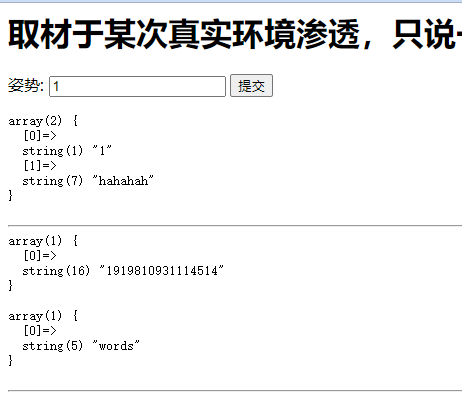 取材于某次真实环境渗透，只说
姿势: 1 提交
array(2) {
  [0]=>
  string(1) "1"
  [1]=>
  string(7) "hahahah"
}
array(1) {
  [0]=>
  string(16) "1919810931114514"
}
array(1) {
  [0]=>
  string(5) "words"
}